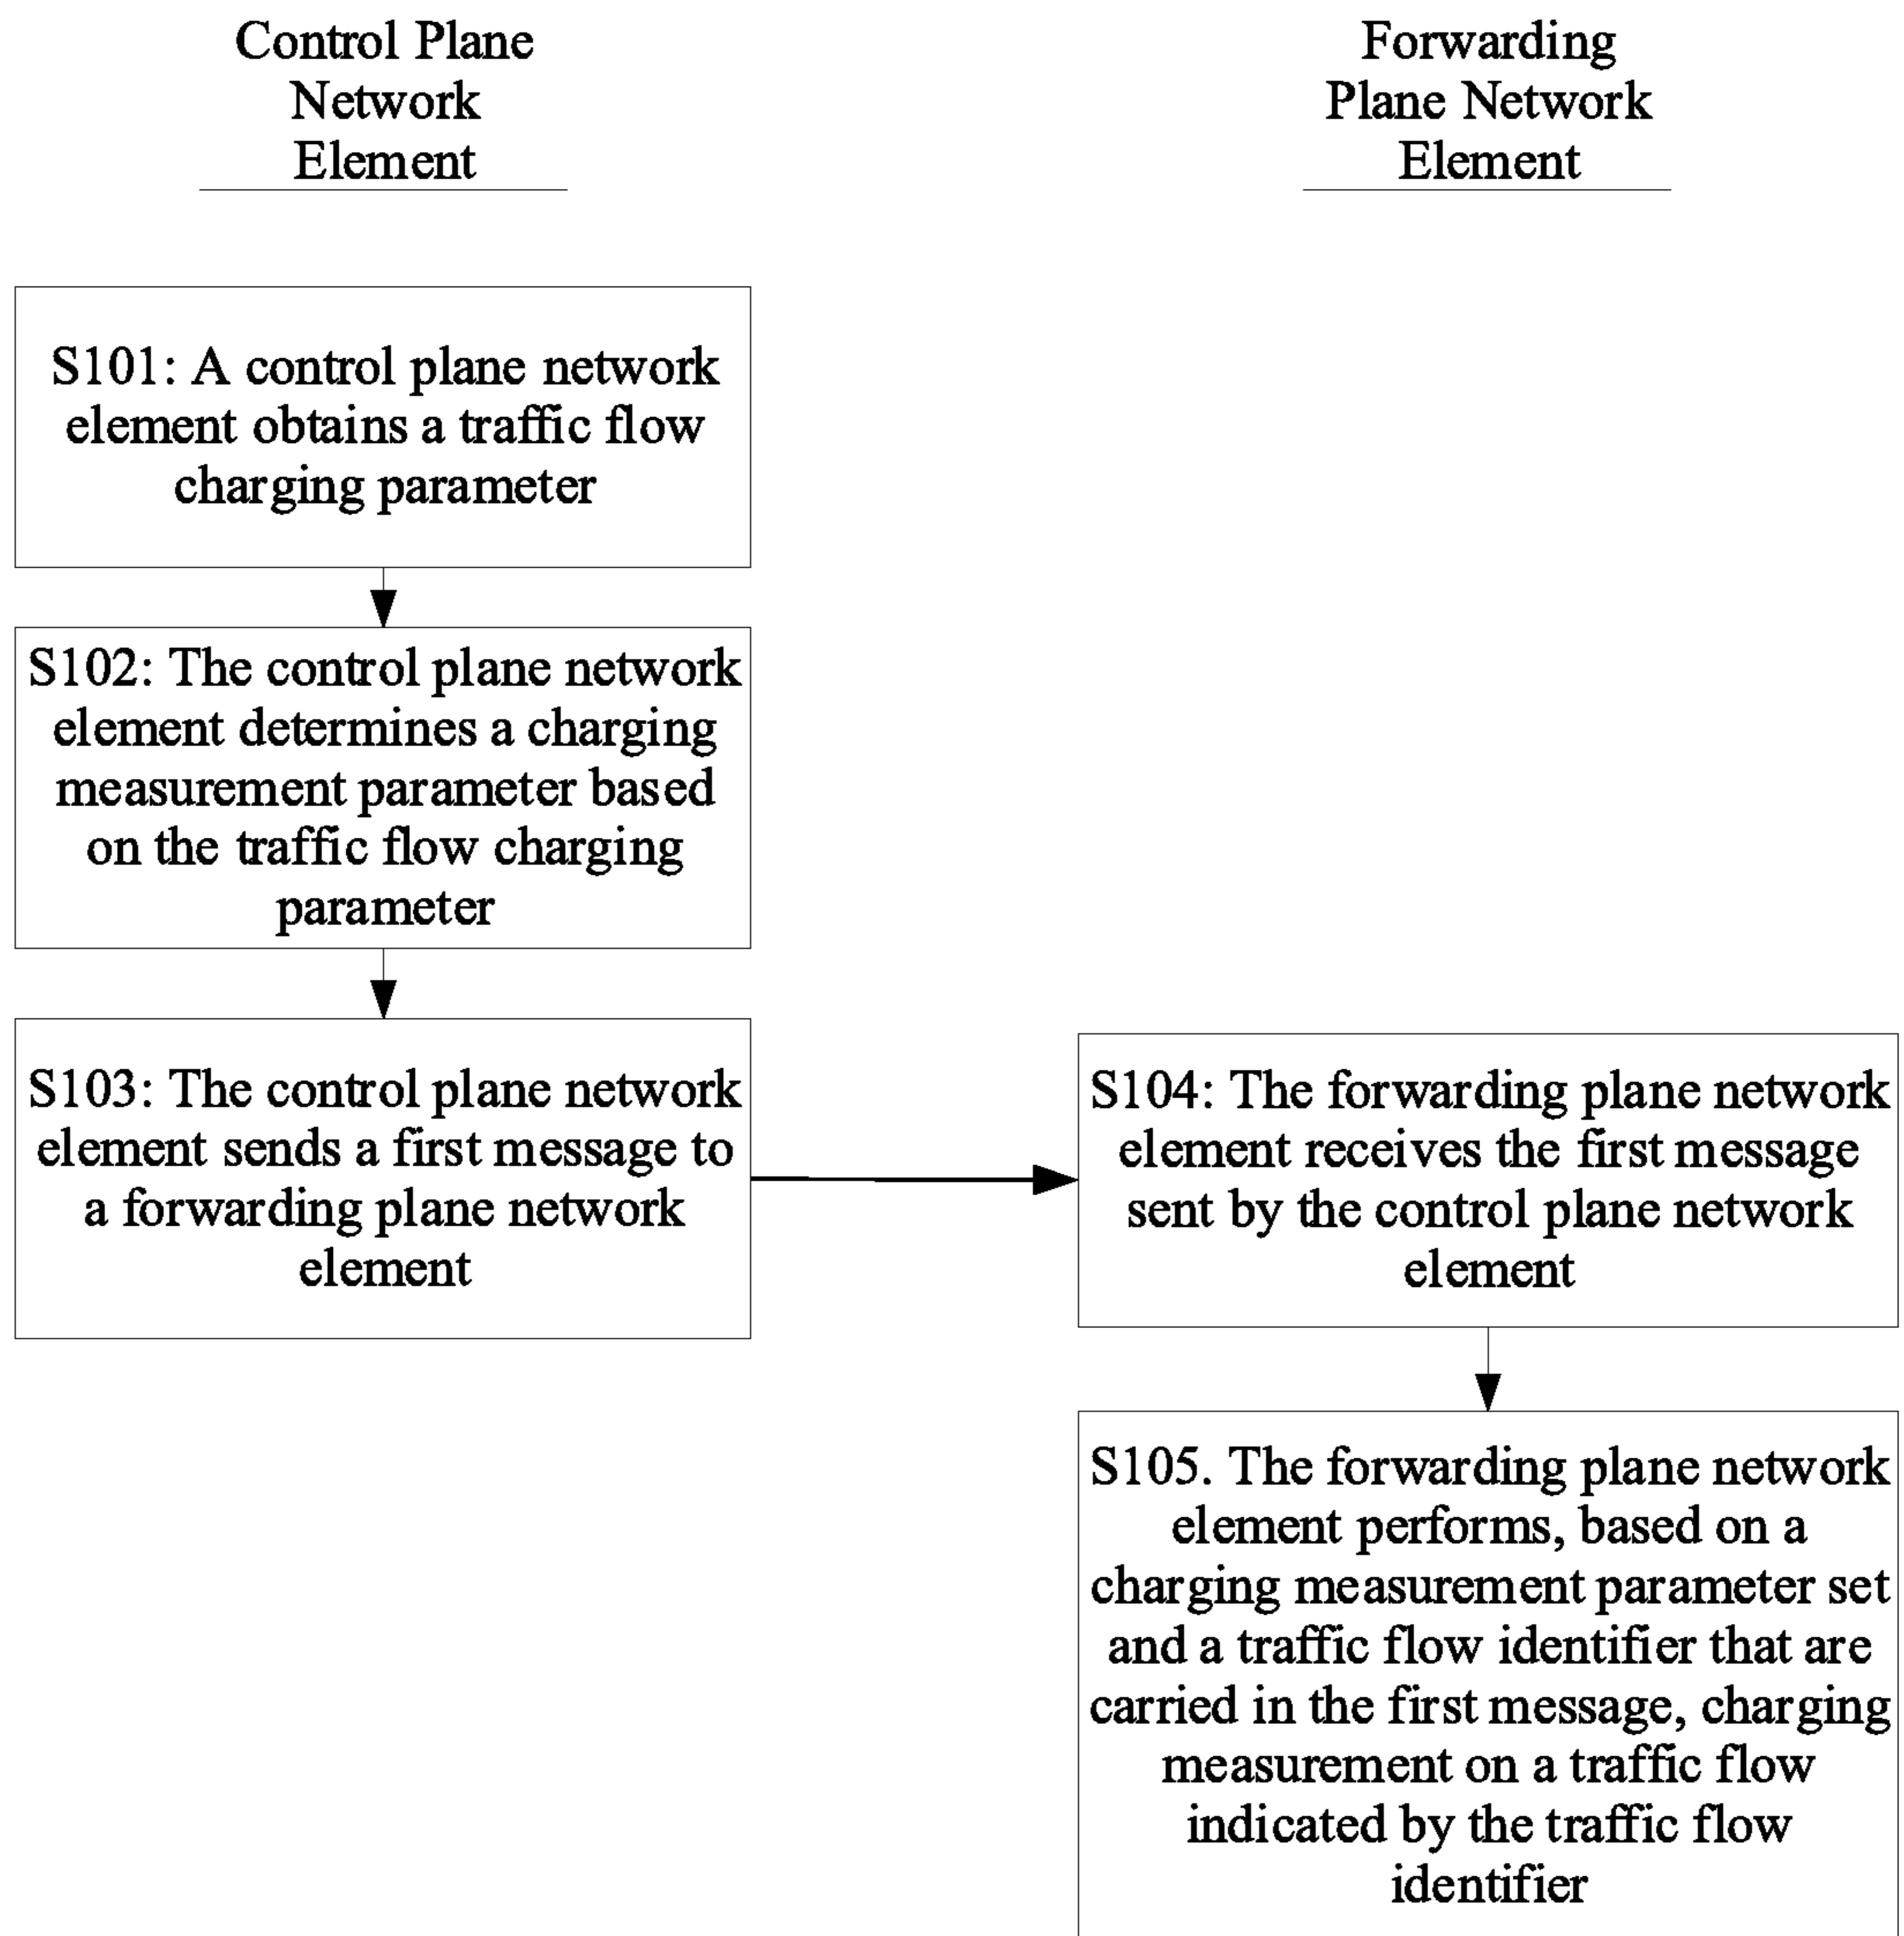 Control Plane
Network
Element
Forwarding
Plane Network
Element
S101: A control plane network
element obtains a traffic flow
charging parameter
S102: The control plane network
element determines a charging
measurement parameter based
on the traffic flow charging
parameter
S103: The control plane network
element sends a first message to
a forwarding plane network
element
S104: The forwarding plane network
element receives the first message
sent by the control plane network
element
S105. The forwarding plane network
element performs, based on a
charging measurement parameter set
and a traffic flow identifier that are
carried in the first message, charging
measurement on a traffic flow
indicated by the traffic flow
identifier